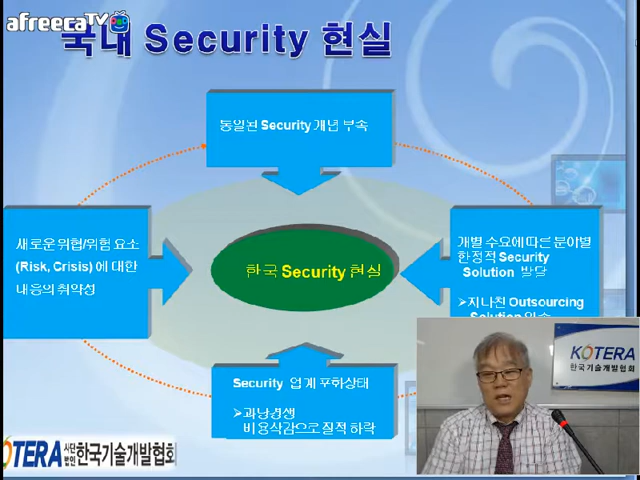 afreecaTV
국내 Security 현실
통일된 Security 개념 부족
새로운 위협/위험 요소
(Risk, Crisis) 에 대한
대응의 취약성
한국 Security 현실
개별 수요에 따른 분야별
한정적 Security
Solution 발달
➢지나친 Outsourcing
Solution
Security 업계 포화상태
➢과당경쟁
비용삭감으로 질적 하락
KOTERA
한국기술개발협회
KOTERA 사단법인 한국기술개발협회